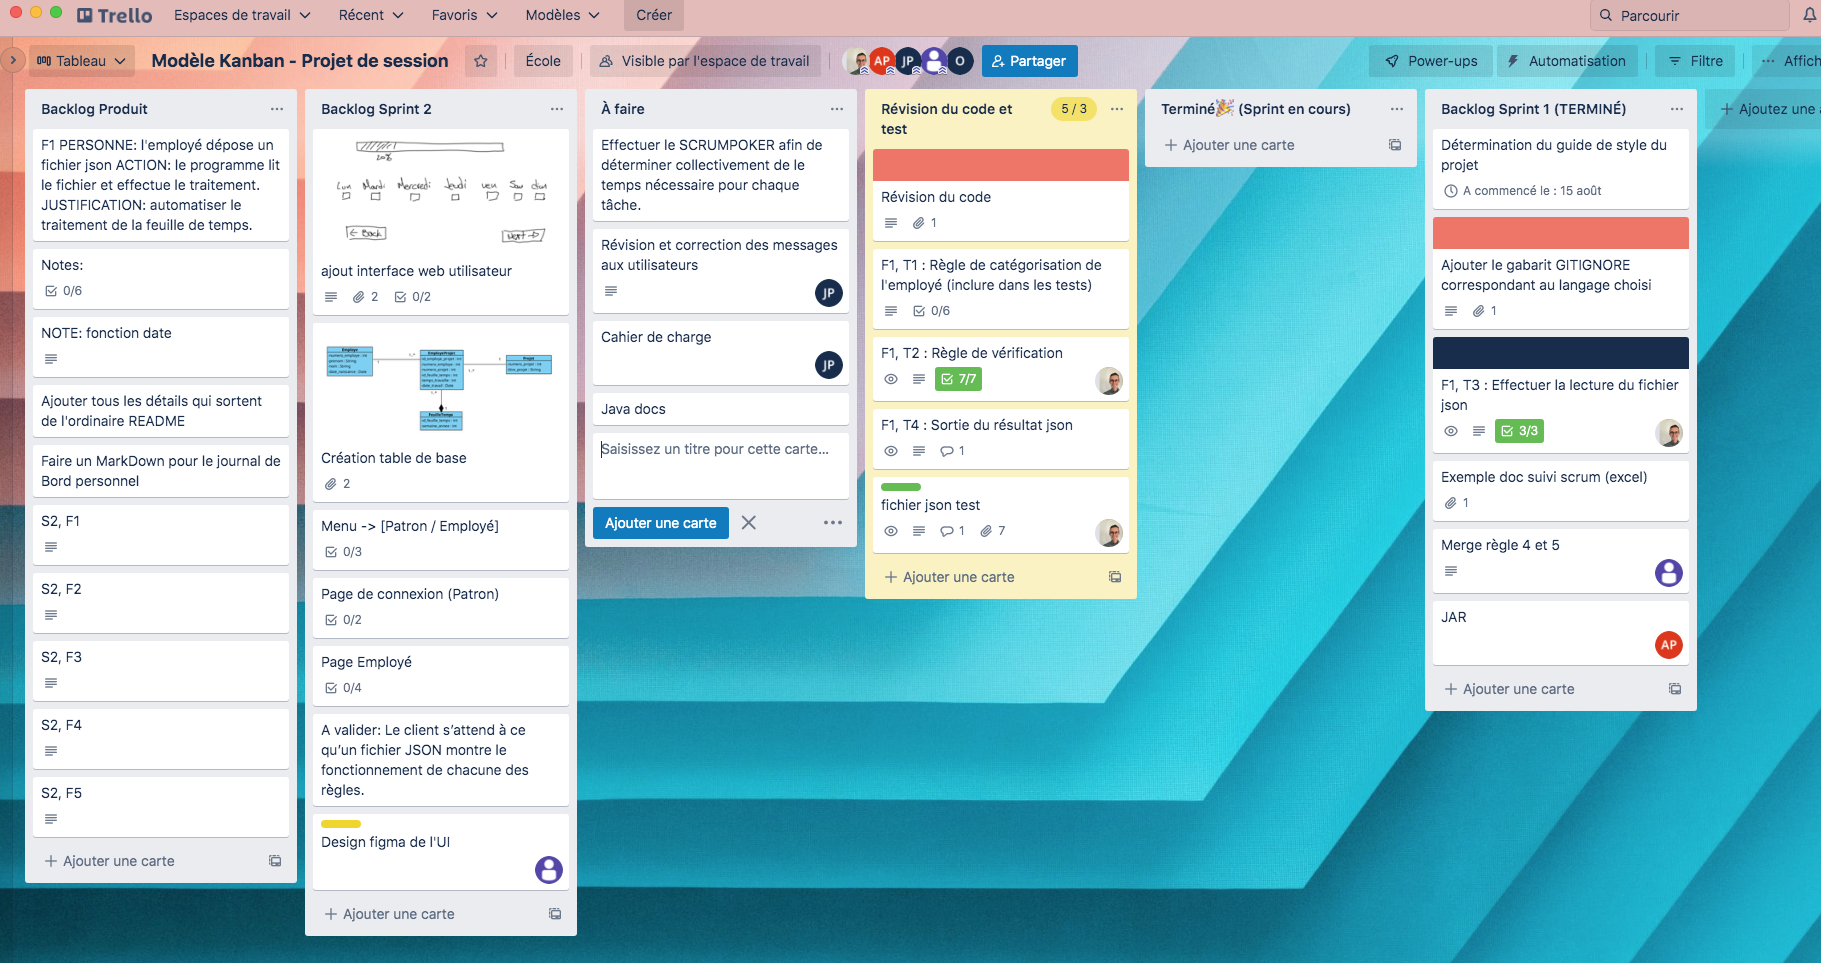 Trello
Espaces de travail
Récent
Favoris
Modèles
Créer
Parcourir
Tableau
Modèle Kanban - Projet de session
École
Visible par l'espace de travail
AP
JP
O
Partager
Power-ups
Automatisation
Filtre
Affich
Backlog Produit
F1 PERSONNE: l'employé dépose un
fichier json ACTION: le programme lit
le fichier et effectue le traitement.
JUSTIFICATION: automatiser le
traitement de la feuille de temps.
Notes:
0/6
NOTE: fonction date
Ajouter tous les détails qui sortent
de l'ordinaire README
Faire un MarkDown pour le journal de
Bord personnel
S2, F1
S2, F2
S2, F3
S2, F4
S2, F5
+ Ajouter une carte
Backlog Sprint 2
Lun Mardi Mercredi Jeudi Ven Sam dim
← Back
Next →
ajout interface web utilisateur
2
0/2
Employe
EmployeProjet
Projet
FeuilleTemps
Création table de base
2
Menu -> [Patron / Employé]
0/3
Page de connexion (Patron)
0/2
Page Employé
0/4
A valider: Le client s’attend à ce
qu’un fichier JSON montre le
fonctionnement de chacune des
règles.
Design figma de l'UI
+ Ajouter une carte
À faire
Effectuer le SCRUMPOKER afin de
déterminer collectivement de le
temps nécessaire pour chaque
tâche.
Révision et correction des messages
aux utilisateurs
JP
Cahier de charge
JP
Java docs
Saisissez un titre pour cette carte…
Ajouter une carte
Révision du code et
test
5 / 3
Révision du code
1
F1, T1 : Règle de catégorisation de
l'employé (inclure dans les tests)
0/6
F1, T2 : Règle de vérification
7/7
F1, T4 : Sortie du résultat json
1
fichier json test
1
7
+ Ajouter une carte
Terminé🎉 (Sprint en cours)
+ Ajouter une carte
Backlog Sprint 1 (TERMINÉ)
Détermination du guide de style du
projet
A commencé le : 15 août
Ajouter le gabarit GITIGNORE
correspondant au langage choisi
1
F1, T3 : Effectuer la lecture du fichier
json
3/3
Exemple doc suivi scrum (excel)
1
Merge règle 4 et 5
JAR
AP
+ Ajouter une carte
+ Ajoutez une